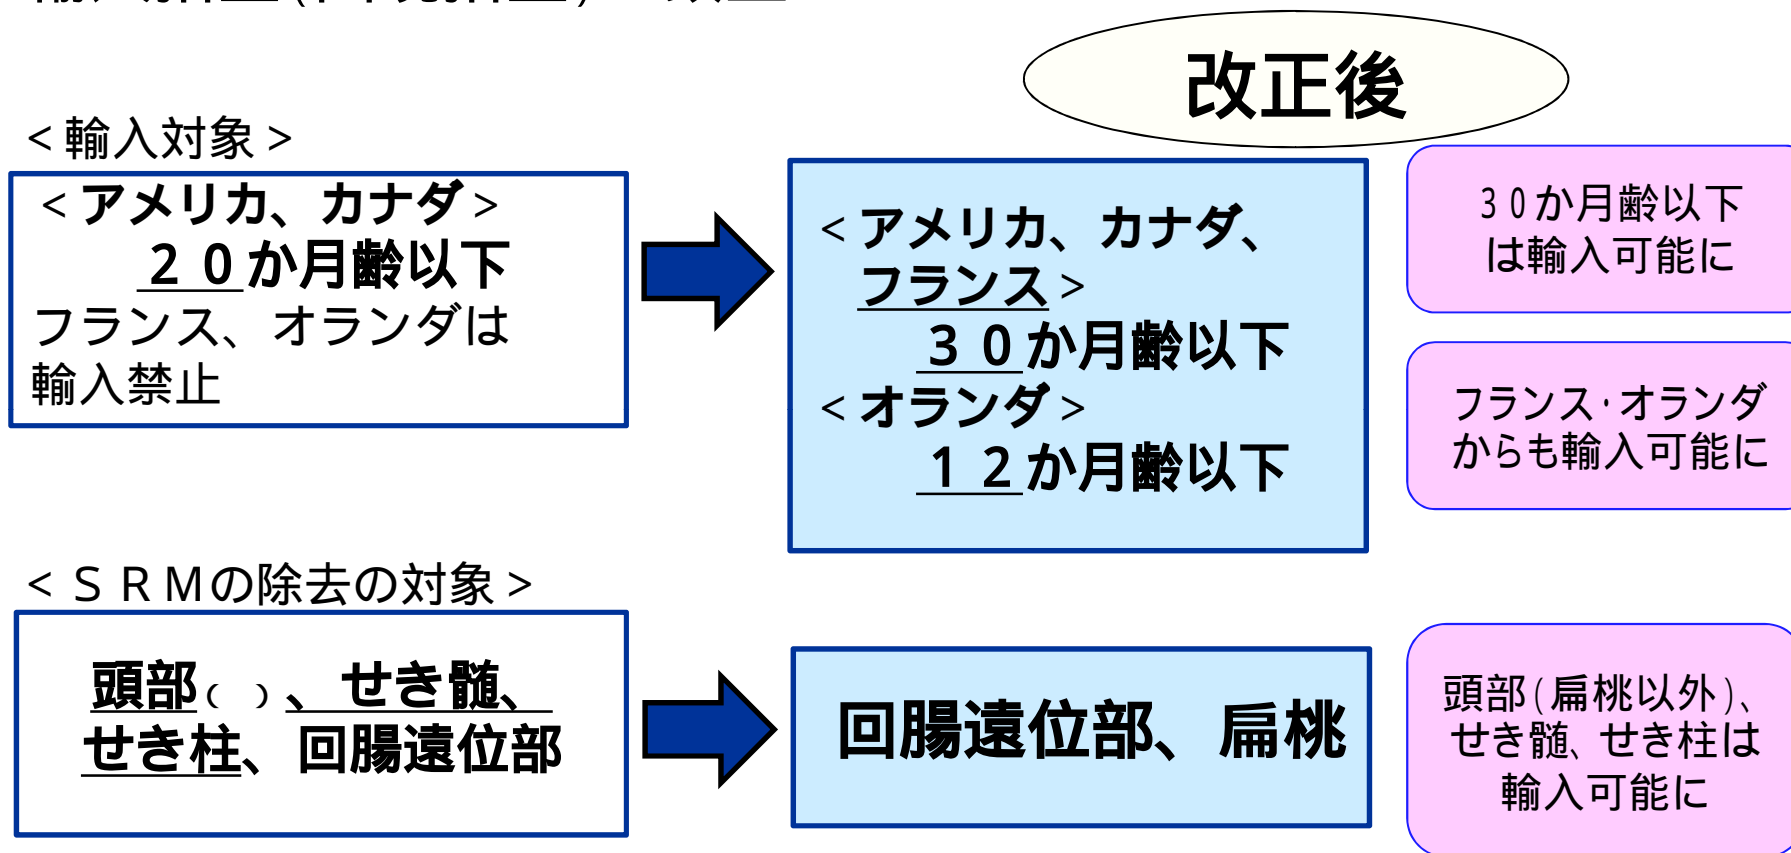 改正後
<輸入対象>
<アメリカ、カナダ>
２０か月齢以下
フランス、オランダは
輸入禁止
<アメリカ、カナダ、
フランス>
３０か月齢以下
<オランダ>
１２か月齢以下
３０か月齢以下
は輸入可能に
フランス・オランダ
からも輸入可能に
<ＳＲＭの除去の対象>
頭部( )、せき髄、
せき柱、回腸遠位部
回腸遠位部、扁桃
頭部(扁桃以外)、
せき髄、せき柱は
輸入可能に